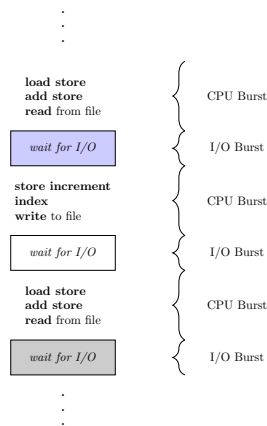 load store
add store
read from file
CPU Burst
wait for I/O
I/O Burst
store increment
index
write to file
CPU Burst
wait for I/O
I/O Burst
load store
add store
read from file
CPU Burst
wait for I/O
I/O Burst